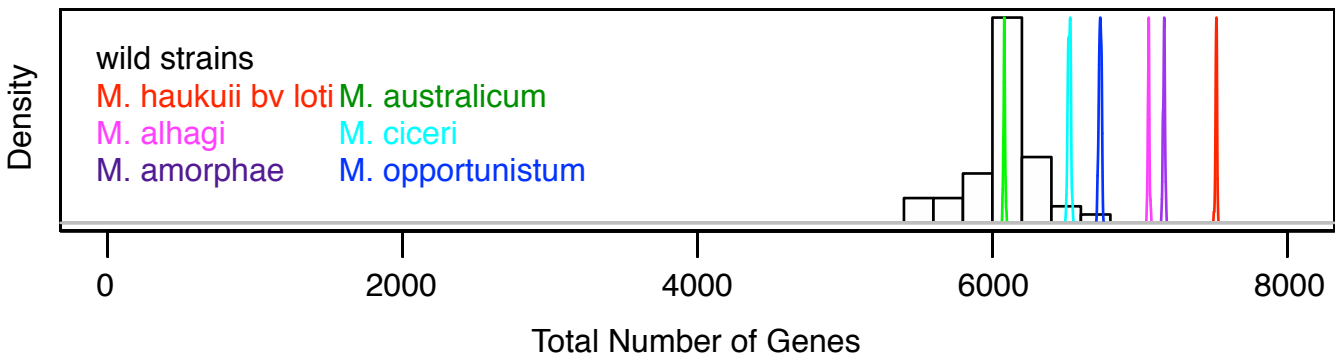 Density
wild strains
M. haukuii bv loti M. australicum
M. alhagi M. ciceri
M. amorphae M. opportunistum
0 2000 4000 6000 8000
Total Number of Genes